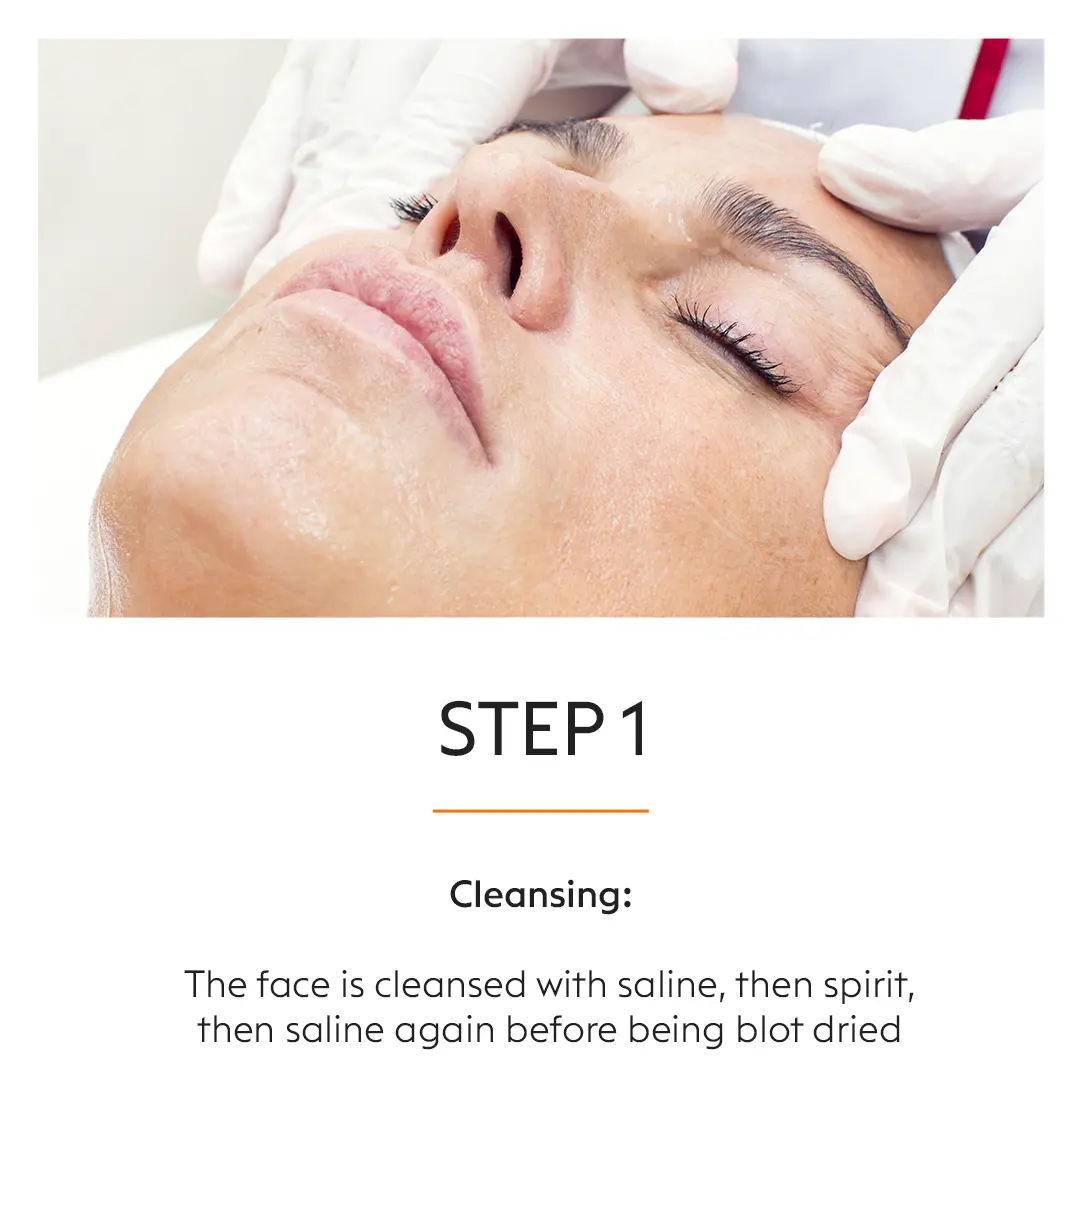 STEP 1
Cleansing:
The face is cleansed with saline, then spirit,
then saline again before being blot dried